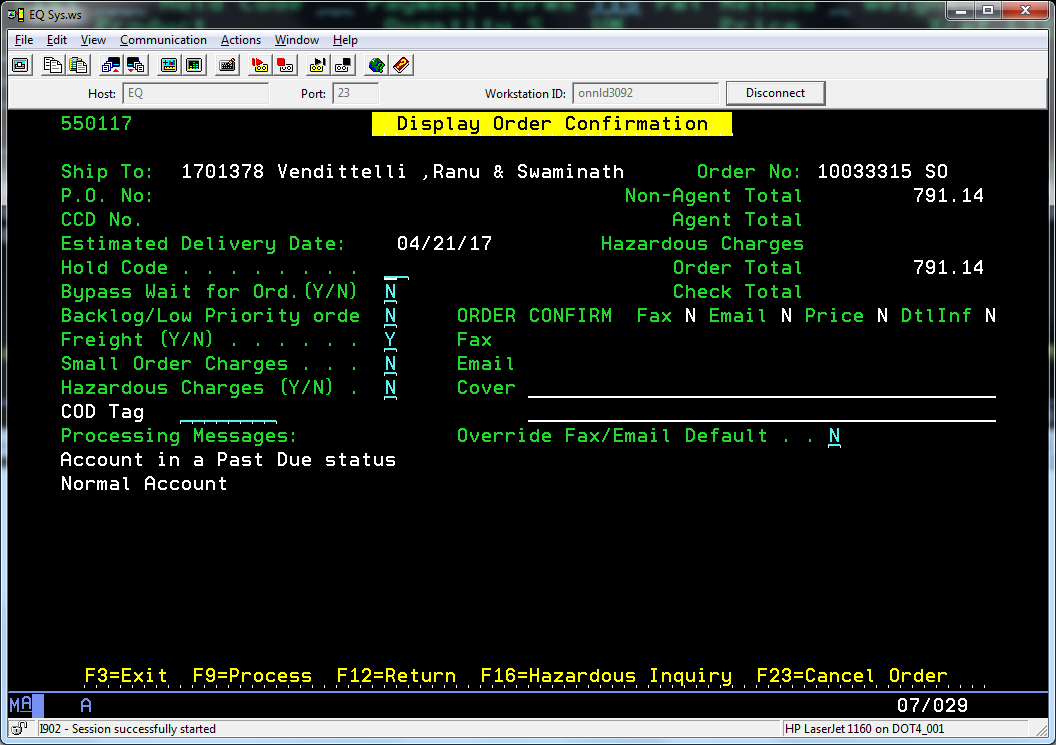 EQ Sys.ws
File Edit View Communication Actions Window Help
Host: EQ Port: 23 Workstation ID: onnld3092 Disconnect
550117 Display Order Confirmation
Ship To: 1701378 Vendittelli ,Ranu & Swaminath Order No: 10033315 SO
P.O. No: Non-Agent Total 791.14
CCD No. Agent Total
Estimated Delivery Date: 04/21/17 Hazardous Charges
Hold Code . . . . . . . . Order Total 791.14
Bypass Wait for Ord.(Y/N) N Check Total
Backlog/Low Priority orde N ORDER CONFIRM Fax N Email N Price N DtlInf N
Freight (Y/N) . . . . . . Y Fax
Small Order Charges . . . N Email
Hazardous Charges (Y/N) . N Cover
COD Tag
Processing Messages: Override Fax/Email Default . . N
Account in a Past Due status
Normal Account
F3=Exit F9=Process F12=Return F16=Hazardous Inquiry F23=Cancel Order
MA A 07/029
I902 - Session successfully started HP LaserJet 1160 on DOT4_001